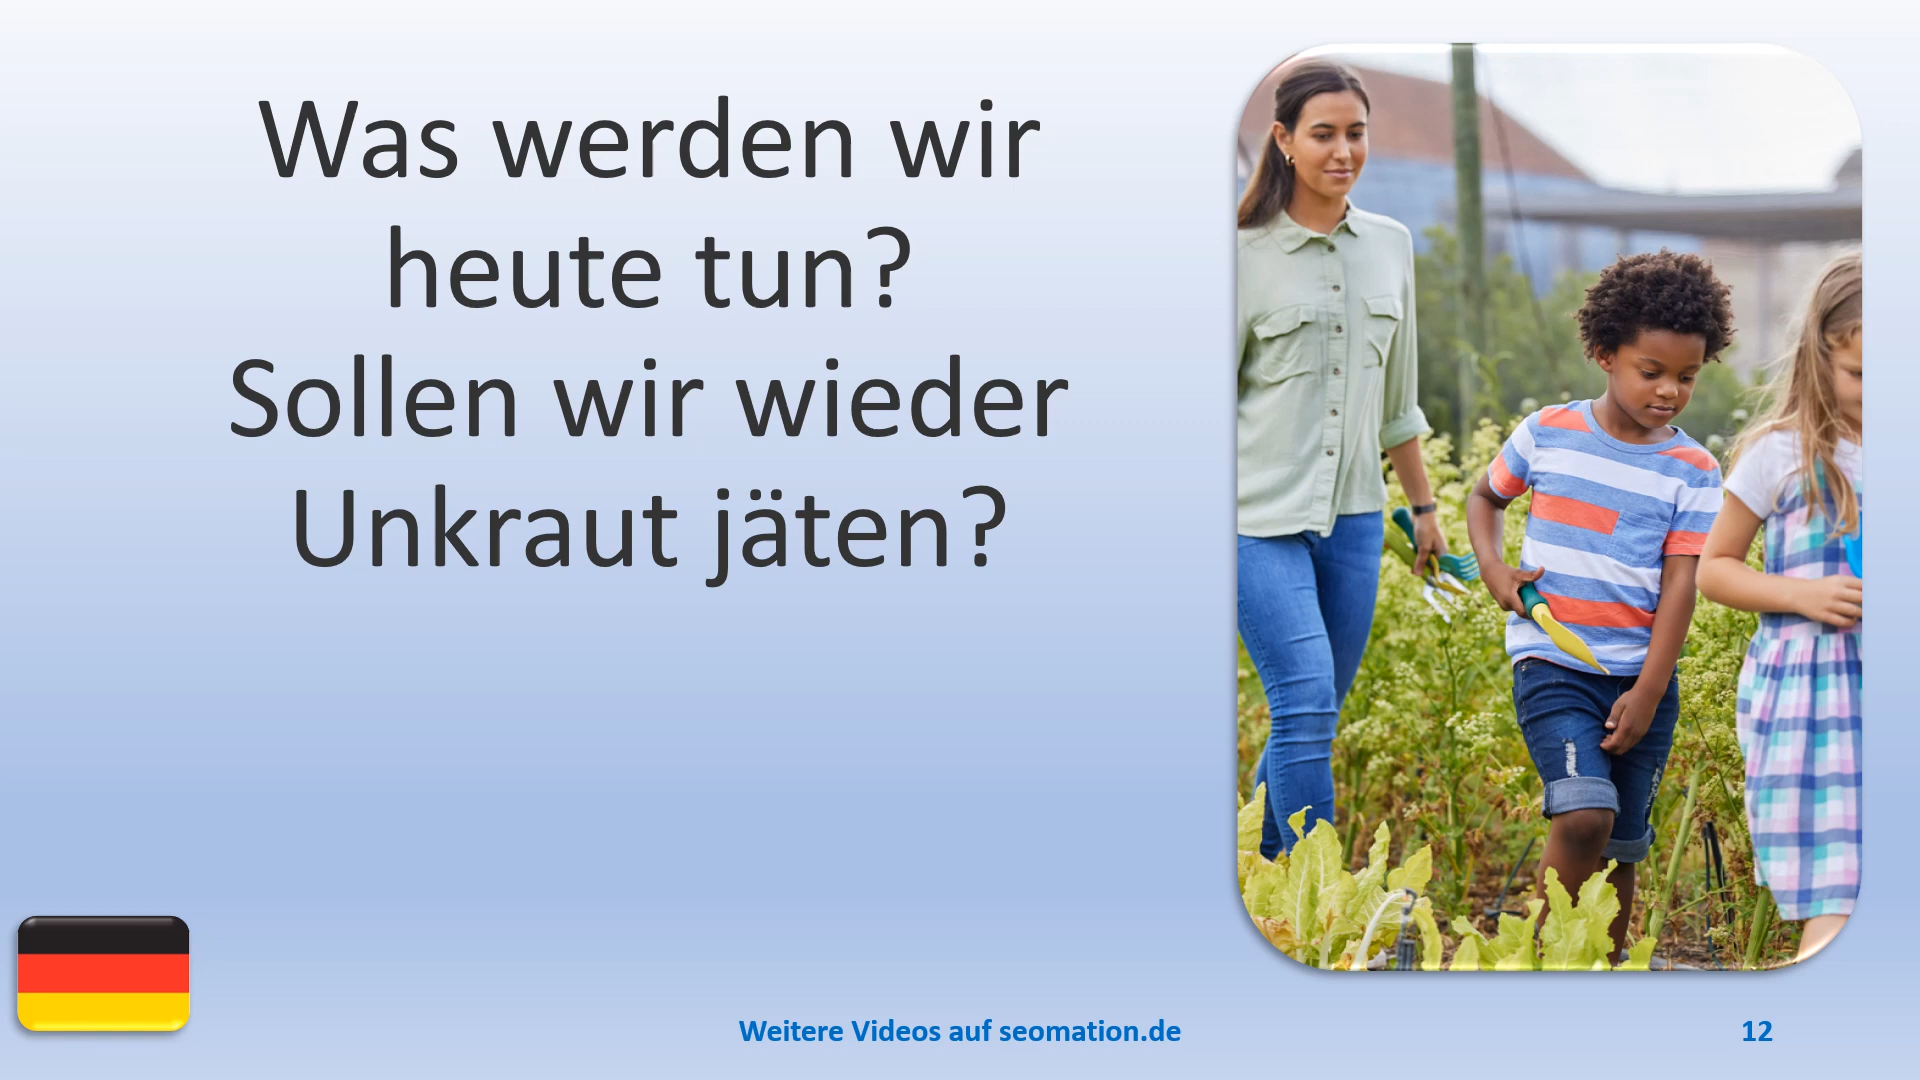 Was werden wir
heute tun?
Sollen wir wieder
Unkraut jäten?
Weitere Videos auf seomation.de
12